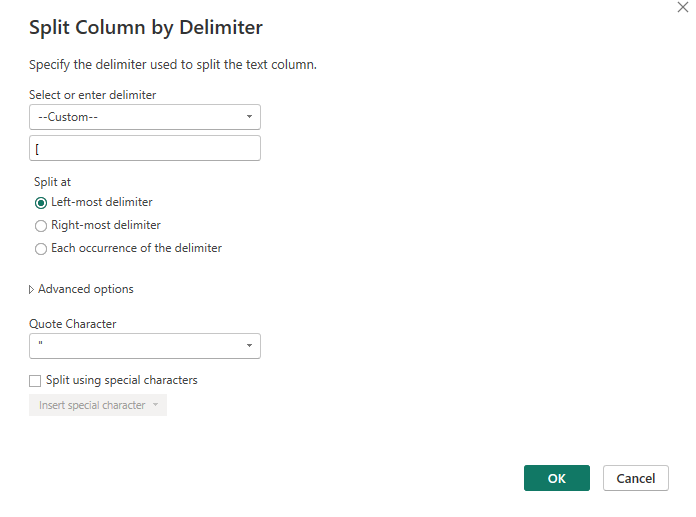 Split Column by Delimiter
Specify the delimiter used to split the text column.
Select or enter delimiter
--Custom--
[
Split at
Left-most delimiter
Right-most delimiter
Each occurrence of the delimiter
Advanced options
Quote Character
"
Split using special characters
Insert special character
OK Cancel